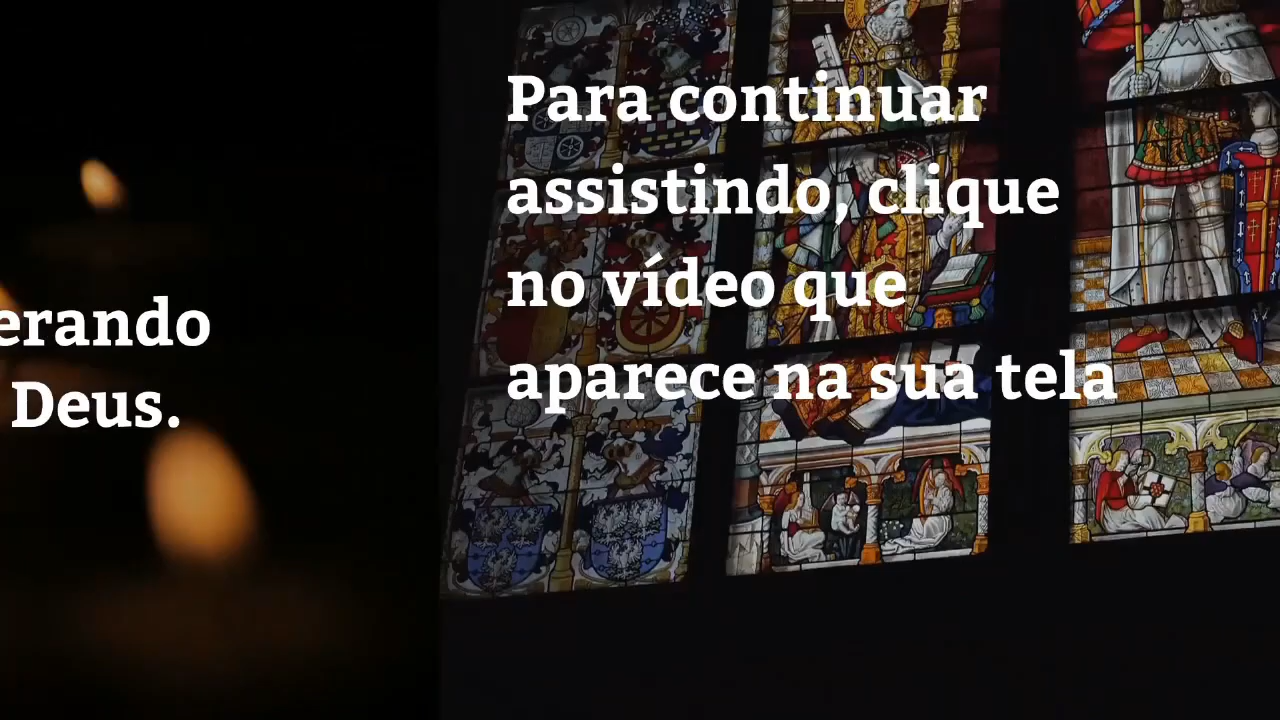 erando
Deus.
Para continuar
assistindo, clique
no vídeo que
aparece na sua tela